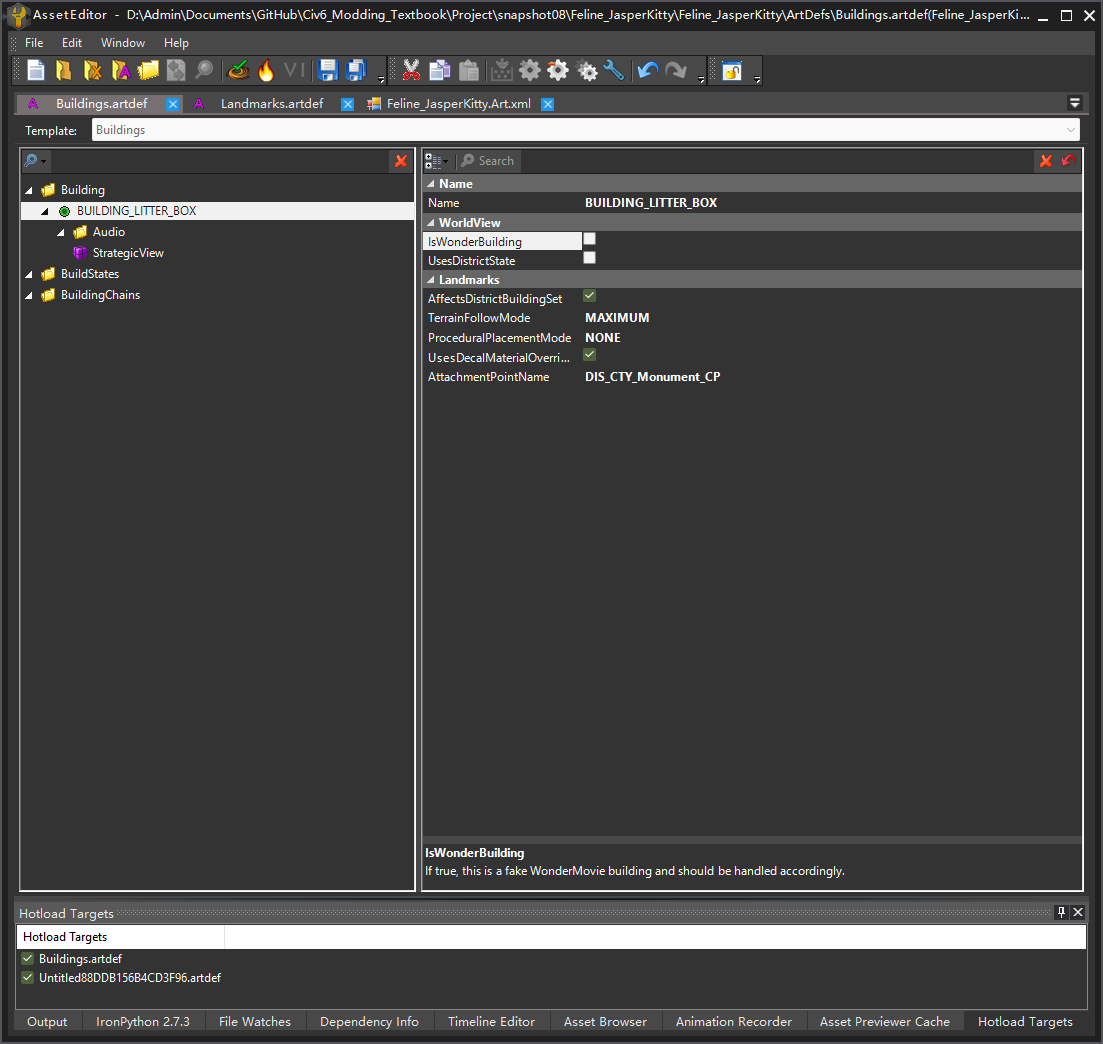 AssetEditor - D:\Admin\Documents\GitHub\Civ6_Modding_Textbook\Project\snapshot08\Feline_JasperKitty\Feline_JasperKitty\ArtDefs\Buildings.artdef(Feline_JasperKi...
File Edit Window Help
VI
Buildings.artdef Landmarks.artdef Feline_JasperKitty.Art.xml
Template: Buildings
Search
Building
BUILDING_LITTER_BOX
Audio
StrategicView
BuildStates
BuildingChains
Name
Name BUILDING_LITTER_BOX
WorldView
IsWonderBuilding
UsesDistrictState
Landmarks
AffectsDistrictBuildingSet
TerrainFollowMode MAXIMUM
ProceduralPlacementMode NONE
UsesDecalMaterialOverri...
AttachmentPointName DIS_CTY_Monument_CP
IsWonderBuilding
If true, this is a fake WonderMovie building and should be handled accordingly.
Hotload Targets
Hotload Targets
Buildings.artdef
Untitled88DDB156B4CD3F96.artdef
Output IronPython 2.7.3 File Watches Dependency Info Timeline Editor Asset Browser Animation Recorder Asset Previewer Cache Hotload Targets